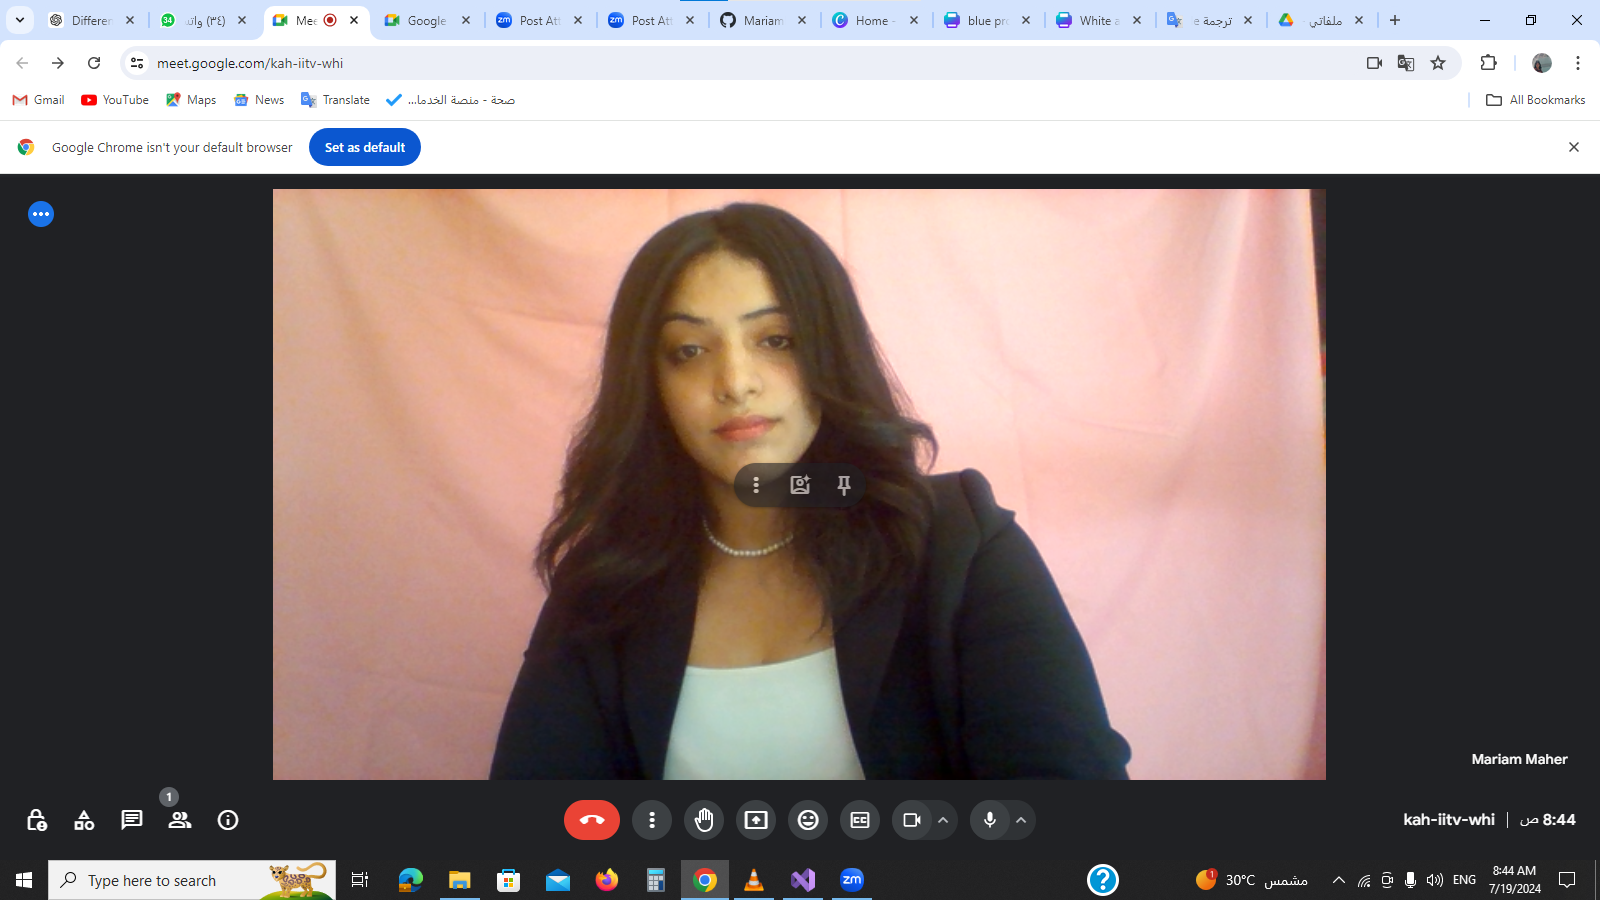 Differen
(٣٤) واتس
Mee
Google
Post Att
Post Att
Mariam
Home -
blue pro
White a
ترجمة e
ملفاتي
meet.google.com/kah-iitv-whi
Gmail
YouTube
Maps
News
Translate
صحة - منصة الخدما...
All Bookmarks
Google Chrome isn't your default browser
Set as default
Mariam Maher
1
kah-iitv-whi | 8:44 ص
Type here to search
30°C مشمس
ENG
8:44 AM
7/19/2024